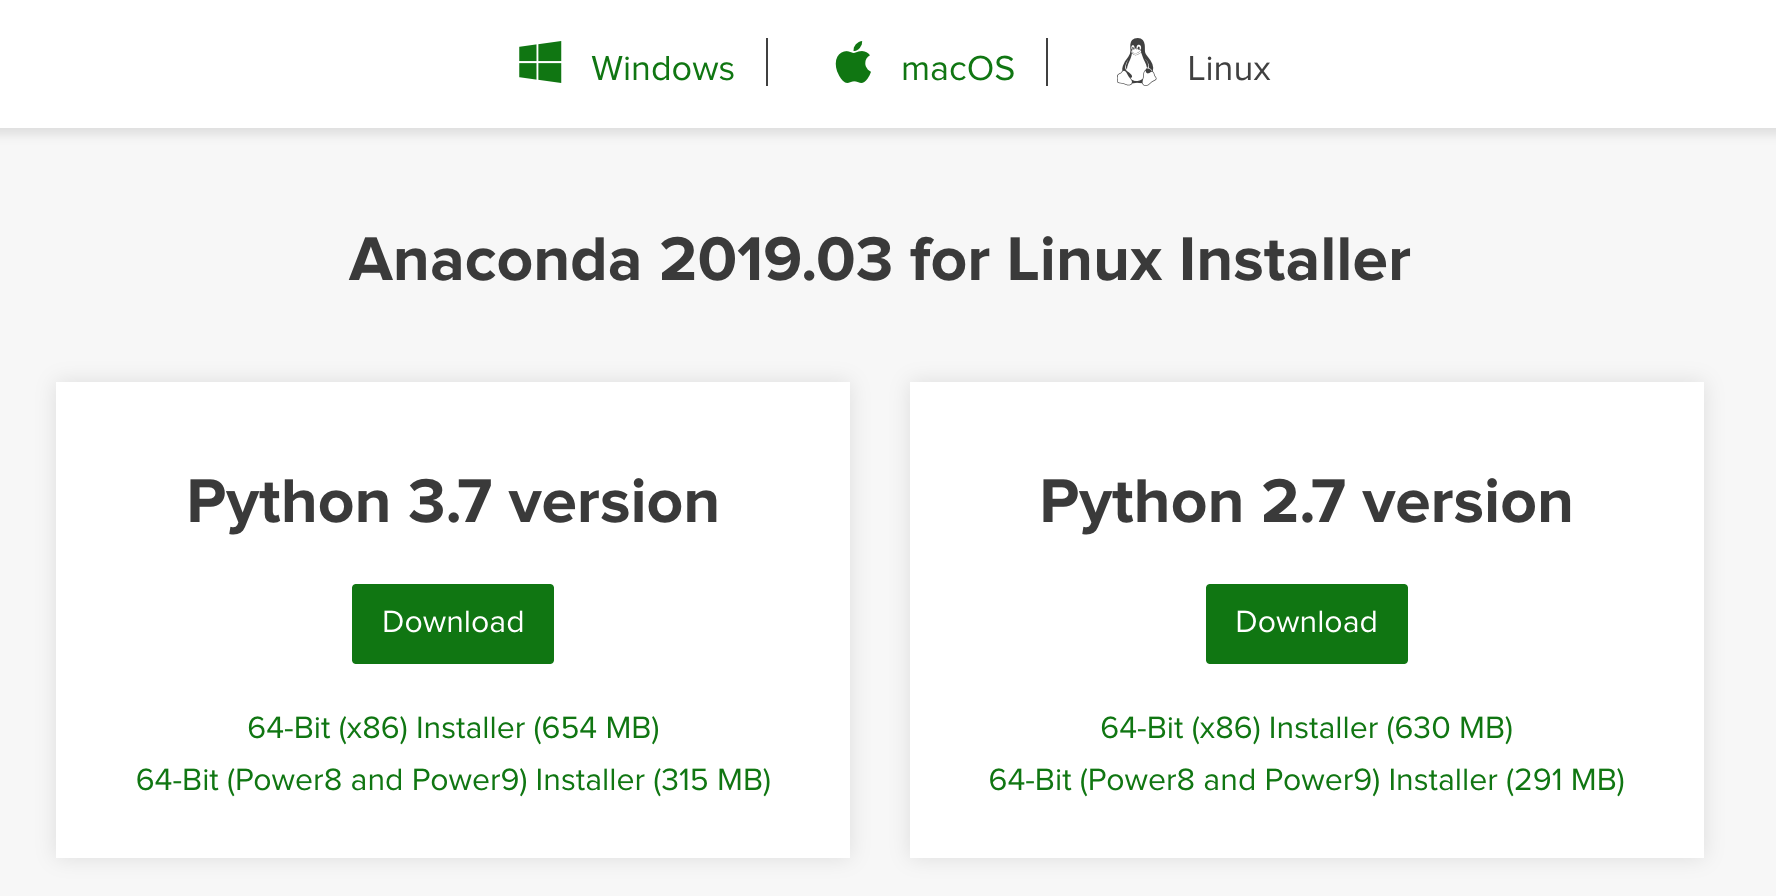 Windows
macOS
Linux
Anaconda 2019.03 for Linux Installer
Python 3.7 version
Download
64-Bit (x86) Installer (654 MB)
64-Bit (Power8 and Power9) Installer (315 MB)
Python 2.7 version
Download
64-Bit (x86) Installer (630 MB)
64-Bit (Power8 and Power9) Installer (291 MB)